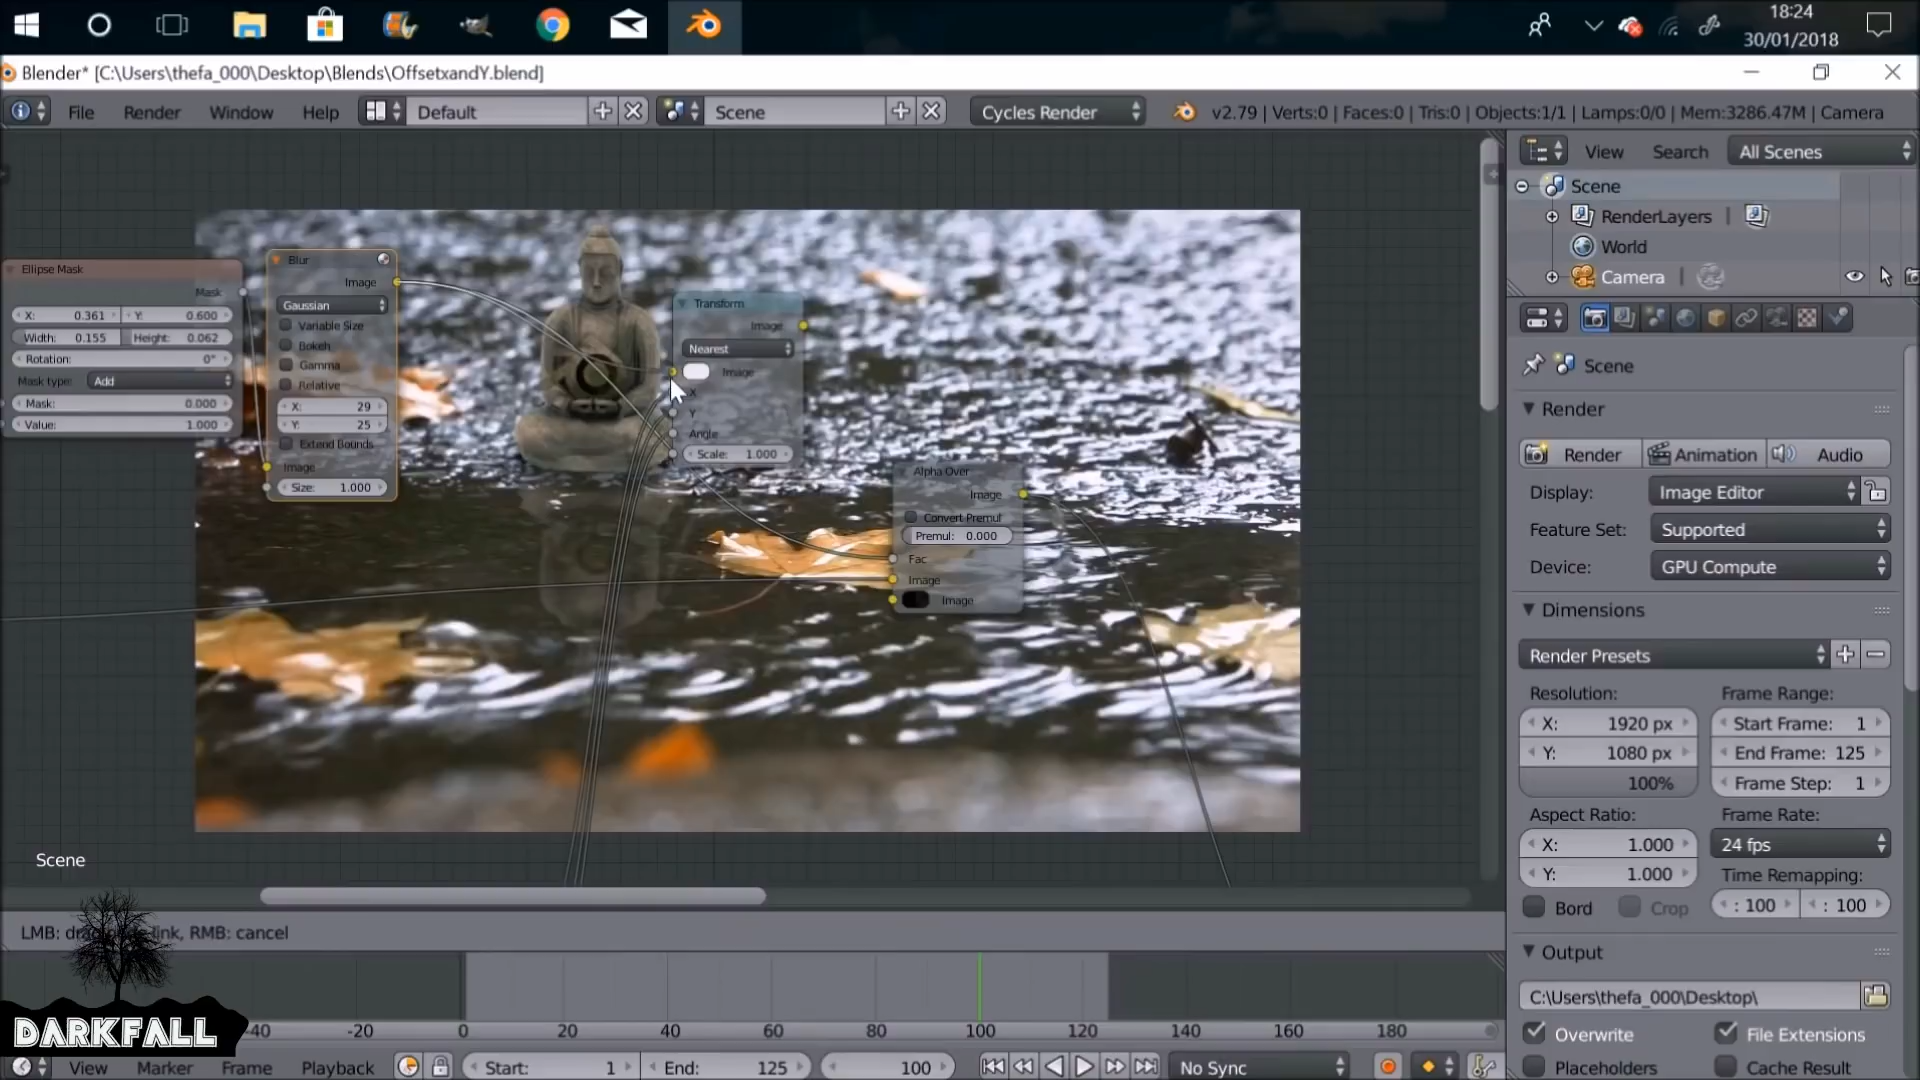 18:24
30/01/2018
Blender* [C:\Users\thefa_000\Desktop\Blends\OffsetxandY.blend]
File Render Window Help Default Scene Cycles Render v2.79 | Verts:0 | Faces:0 | Tris:0 | Objects:1/1 | Lamps:0/0 | Mem:3286.47M | Camera
View Search All Scenes
Scene
RenderLayers
World
Camera
Ellipse Mask
Mask
X: 0.361 Y: 0.600
Width: 0.155 Height: 0.062
Rotation: 0°
Mask type: Add
Mask: 0.000
Value: 1.000
Blur
Image
Gaussian
Variable Size
Bokeh
Gamma
Relative
X: 29
Y: 25
Extend Bounds
Image
Size: 1.000
Transform
Image
Nearest
Image
X
Y
Angle
Scale: 1.000
Alpha Over
Image
Convert Premul
Premul: 0.000
Fac
Image
Image
Scene
Scene
Render
Render Animation Audio
Display: Image Editor
Feature Set: Supported
Device: GPU Compute
Dimensions
Render Presets
Resolution: Frame Range:
X: 1920 px Start Frame: 1
Y: 1080 px End Frame: 125
100% Frame Step: 1
Aspect Ratio: Frame Rate:
X: 1.000 24 fps
Y: 1.000 Time Remapping:
Bord Crop : 100 : 100
Output
C:\Users\thefa_000\Desktop\
Overwrite File Extensions
Placeholders Cache Result
LMB: link, RMB: cancel
DARKFALL
-40 -20 0 20 40 60 80 100 120 140 160 180
View Marker Frame Playback Start: 1 End: 125 100 No Sync